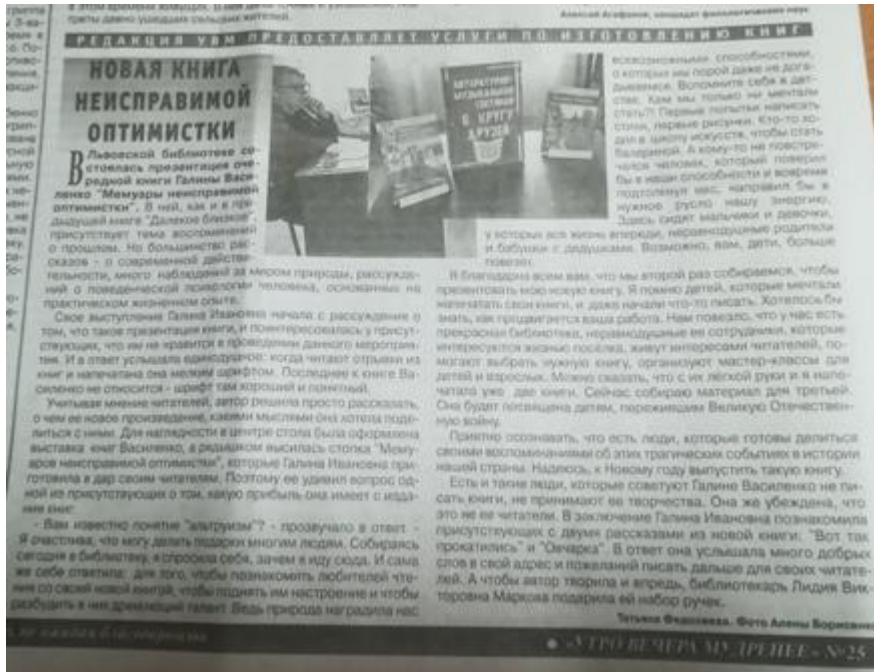 Алексей Агафонов, кандидат филологических наук
РЕДАКЦИЯ УВМ ПРЕДОСТАВЛЯЕТ УСЛУГИ ПО ИЗГОТОВЛЕНИЮ КНИГ
НОВАЯ КНИГА
НЕИСПРАВИМОЙ
ОПТИМИСТКИ
В Львовской библиотеке со-
стоялась презентация оче-
редной книги Галины Васи-
ленко "Мемуары неисправимой
оптимистки". В ней, как и в пре-
дыдущей книге "Далекое близкое",
присутствует тема воспоминаний
о прошлом. Но большинство рас-
сказов - о современной действи-
тельности, много наблюдений за миром природы, рассужде-
ний о поведенческой психологии человека, основанных на
практическом жизненном опыте.
Свое выступление Галина Ивановна начала с рассуждения о
том, что такое презентация книги, и поинтересовалась у присут-
ствующих, что им не нравится в проведении данного мероприя-
тия. И в ответ услышала единодушное: когда читают отрывки из
книг и напечатана она мелким шрифтом. Последнее к книге Ва-
силенко не относится - шрифт там хороший и понятный.
Учитывая мнение читателей, автор решила просто рассказать,
о чем ее новое произведение, какими мыслями она хотела поде-
литься с ними. Для наглядности в центре стола была оформлена
выставка книг Василенко, а рядышком высилась стопка "Мему-
аров неисправимой оптимистки", которые Галина Ивановна при-
готовила в дар своим читателям. Поэтому ее удивил вопрос од-
ной из присутствующих о том, какую прибыль она имеет с изда-
ния книг.
- Вам известно понятие "альтруизм"? - прозвучало в ответ. -
Я счастлива, что могу делать подарок многим людям. Собираясь
сегодня в библиотеку, я спросила себя, зачем я иду сюда. И сама
же себе ответила: для того, чтобы познакомить любителей чте-
ния со своей новой книгой, чтобы поднять им настроение и чтобы
разбудить в них дремлющий талант. Ведь природа наградила нас
ЛИТЕРАТУРНО-
МУЗЫКАЛЬНАЯ
ГОСТИНАЯ
В КРУГУ
ДРУЗЕЙ
всевозможными способностями,
о которых мы порой даже не дога-
дываемся. Вспомните себя в дет-
стве. Кем мы только ни мечтали
стать?! Первые попытки написать
стихи, первые рисунки. Кто-то хо-
дил в школу искусств, чтобы стать
балериной. А кому-то не повстре-
чался человек, который поверил
бы в наши способности и вовремя
подтолкнул нас, направил бы в
нужное русло нашу энергию.
Здесь сидят мальчики и девочки,
у которых вся жизнь впереди, неравнодушные родители
и бабушки с дедушками. Возможно, вам, дети, больше
повезет.
Я благодарна всем вам, что мы второй раз собираемся, чтобы
презентовать мою новую книгу. Я помню детей, которые мечтали
напечатать свои книги, и даже начали что-то писать. Хотелось бы
знать, как продвигается ваша работа. Нам повезло, что у нас есть
прекрасная библиотека, неравнодушные ее сотрудники, которые
интересуются жизнью поселка, живут интересами читателей, по-
могают выбрать нужную книгу, организуют мастер-классы для
детей и взрослых. Можно сказать, что с их лёгкой руки и я напе-
чатала уже две книги. Сейчас собираю материал для третьей.
Она будет посвящена детям, пережившим Великую Отечествен-
ную войну.
Приятно осознавать, что есть люди, которые готовы делиться
своими воспоминаниями об этих трагических событиях в истории
нашей страны. Надеюсь, к Новому году выпустить такую книгу.
Есть и такие люди, которые советуют Галине Василенко не пи-
сать книги, не принимают ее творчества. Она же убеждена, что
это не ее читатели. В заключение Галина Ивановна познакомила
присутствующих с двумя рассказами из новой книги: "Вот так
прокатились" и "Овчарка". В ответ она услышала много добрых
слов в свой адрес и пожеланий писать дальше для своих читате-
лей. А чтобы автор творила и впредь, библиотекарь Лидия Вик-
торовна Маркова подарила ей набор ручек.
Татьяна Федосеева. Фото Алены Борисенко
«УТРО ВЕЧЕРА МУДРЕНЕЕ» №25